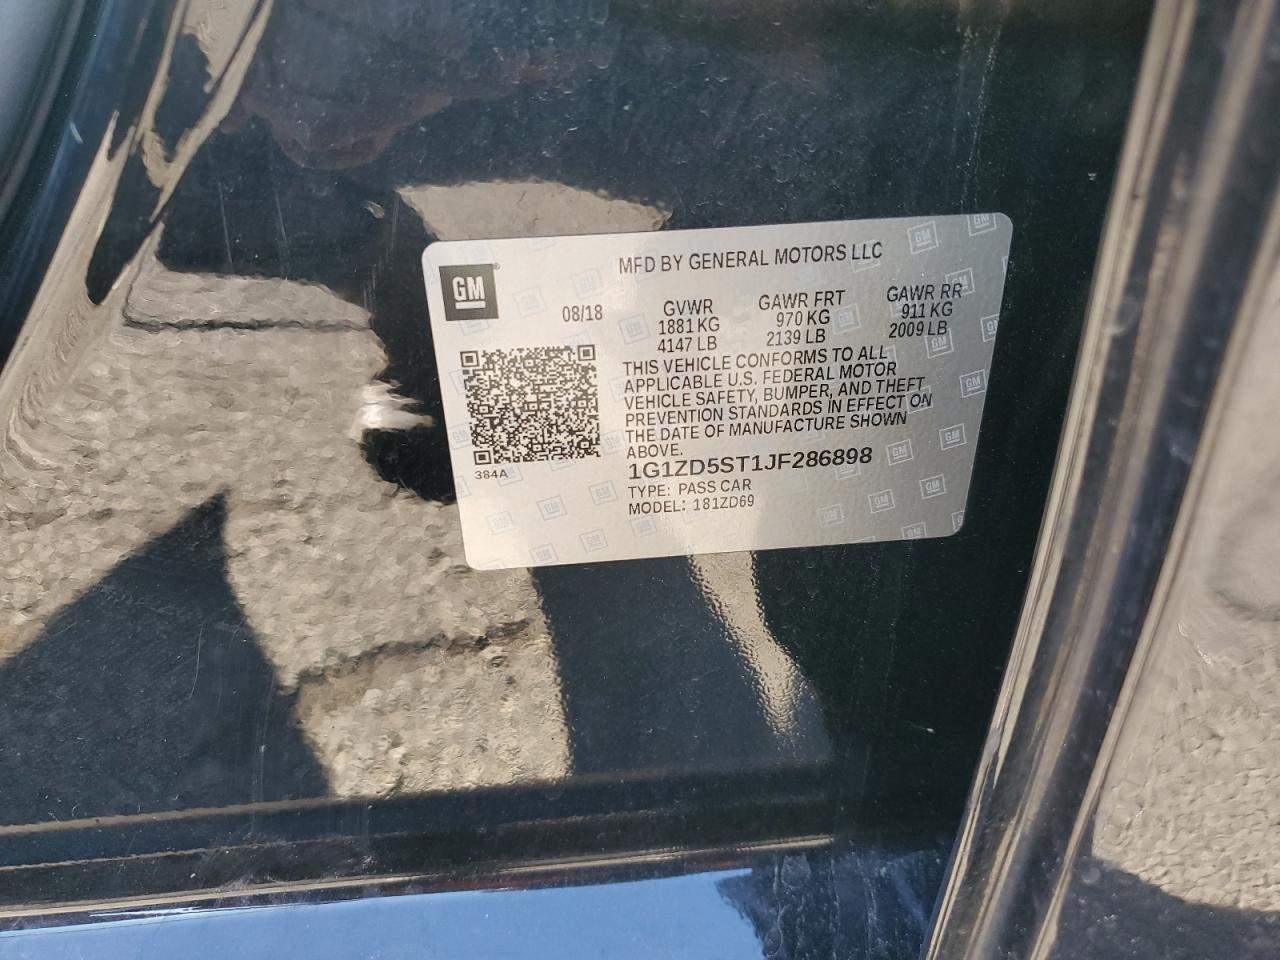 GM
MFD BY GENERAL MOTORS LLC
08/18
GVWR
1881 KG
4147 LB
GAWR FRT
970 KG
2139 LB
GAWR RR
911 KG
2009 LB
THIS VEHICLE CONFORMS TO ALL
APPLICABLE U.S. FEDERAL MOTOR
VEHICLE SAFETY, BUMPER, AND THEFT
PREVENTION STANDARDS IN EFFECT ON
THE DATE OF MANUFACTURE SHOWN
ABOVE.
384A
1G1ZD5ST1JF286898
TYPE: PASS CAR
MODEL: 181ZD69